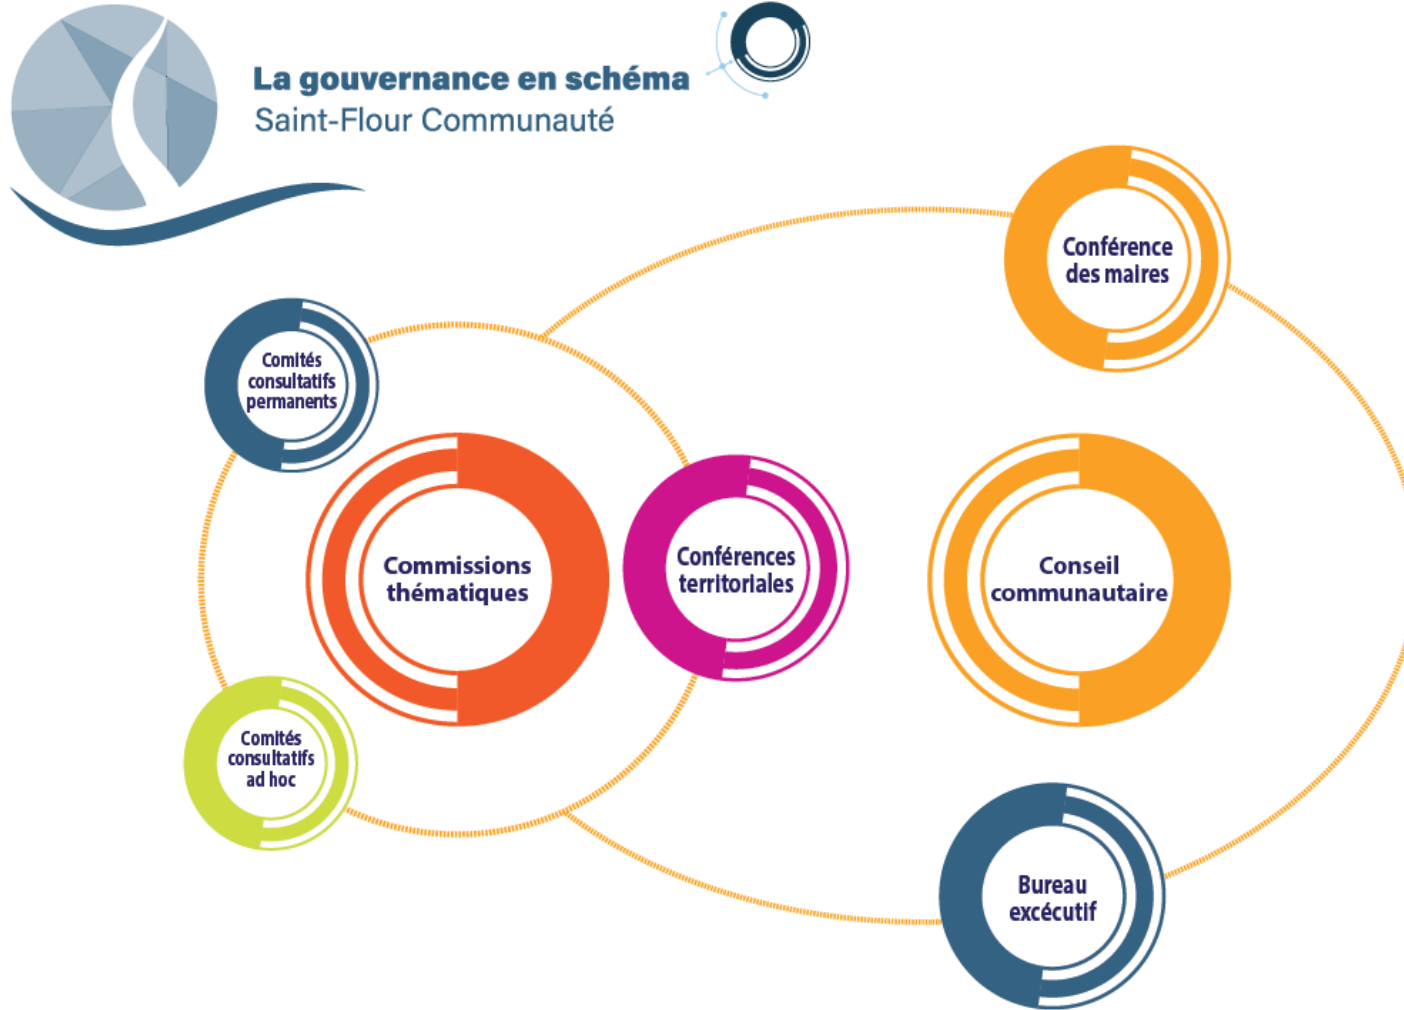 La gouvernance en schéma
Saint-Flour Communauté
Conférence
des maires
Comités
consultatifs
permanents
Commissions
thématiques
Conférences
territoriales
Conseil
communautaire
Comités
consultatifs
ad hoc
Bureau
excécutif